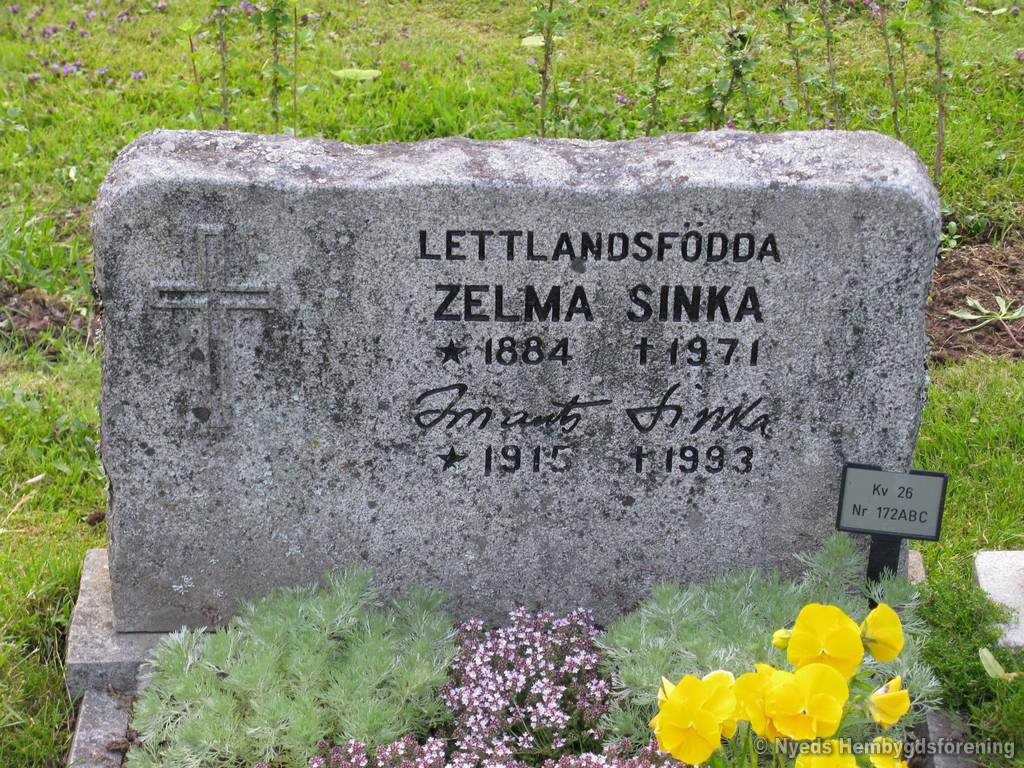 LETTLANDSFÖDDA
ZELMA SINKA
★ 1884 † 1971
Imants Sinka
★ 1915 † 1993
Kv 26
Nr 172ABC
© Nyeds Hembygdsförening